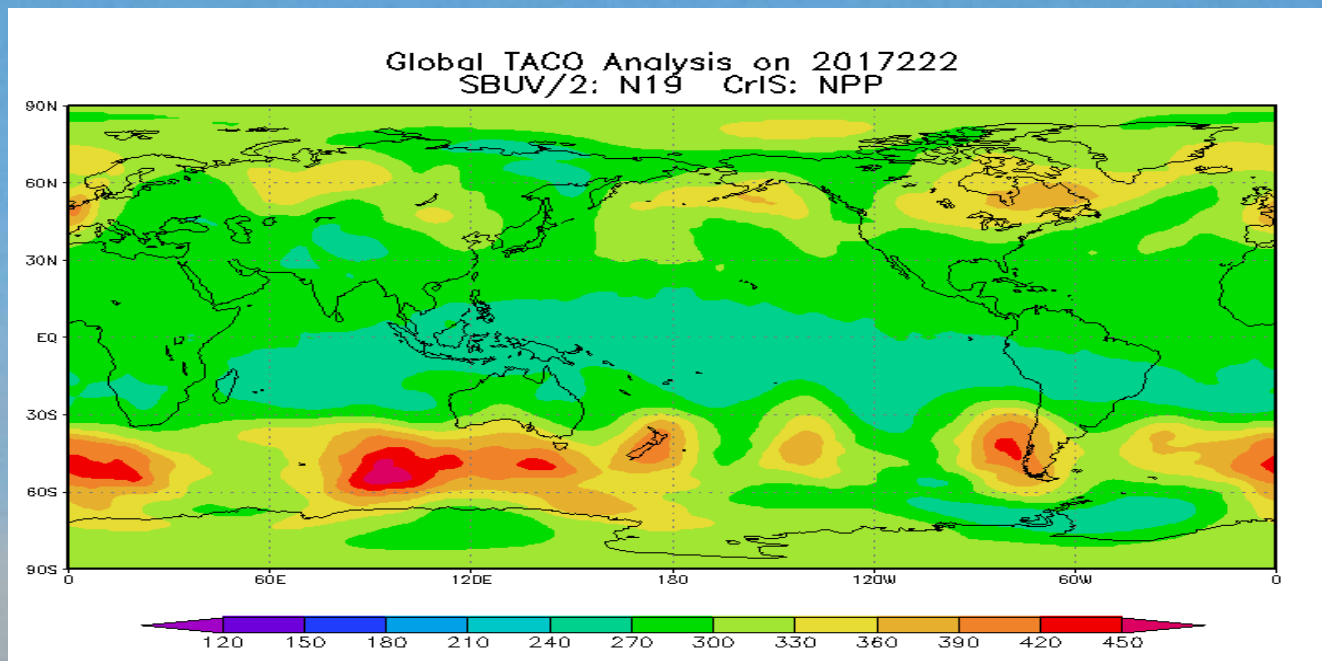 Global TACO Analysis on 2017222
SBUV/2: N19 CrIS: NPP
90N
60N
30N
EQ
30S
60S
90S
0 60E 120E 180 120W 60W 0
120 150 180 210 240 270 300 330 360 390 420 450